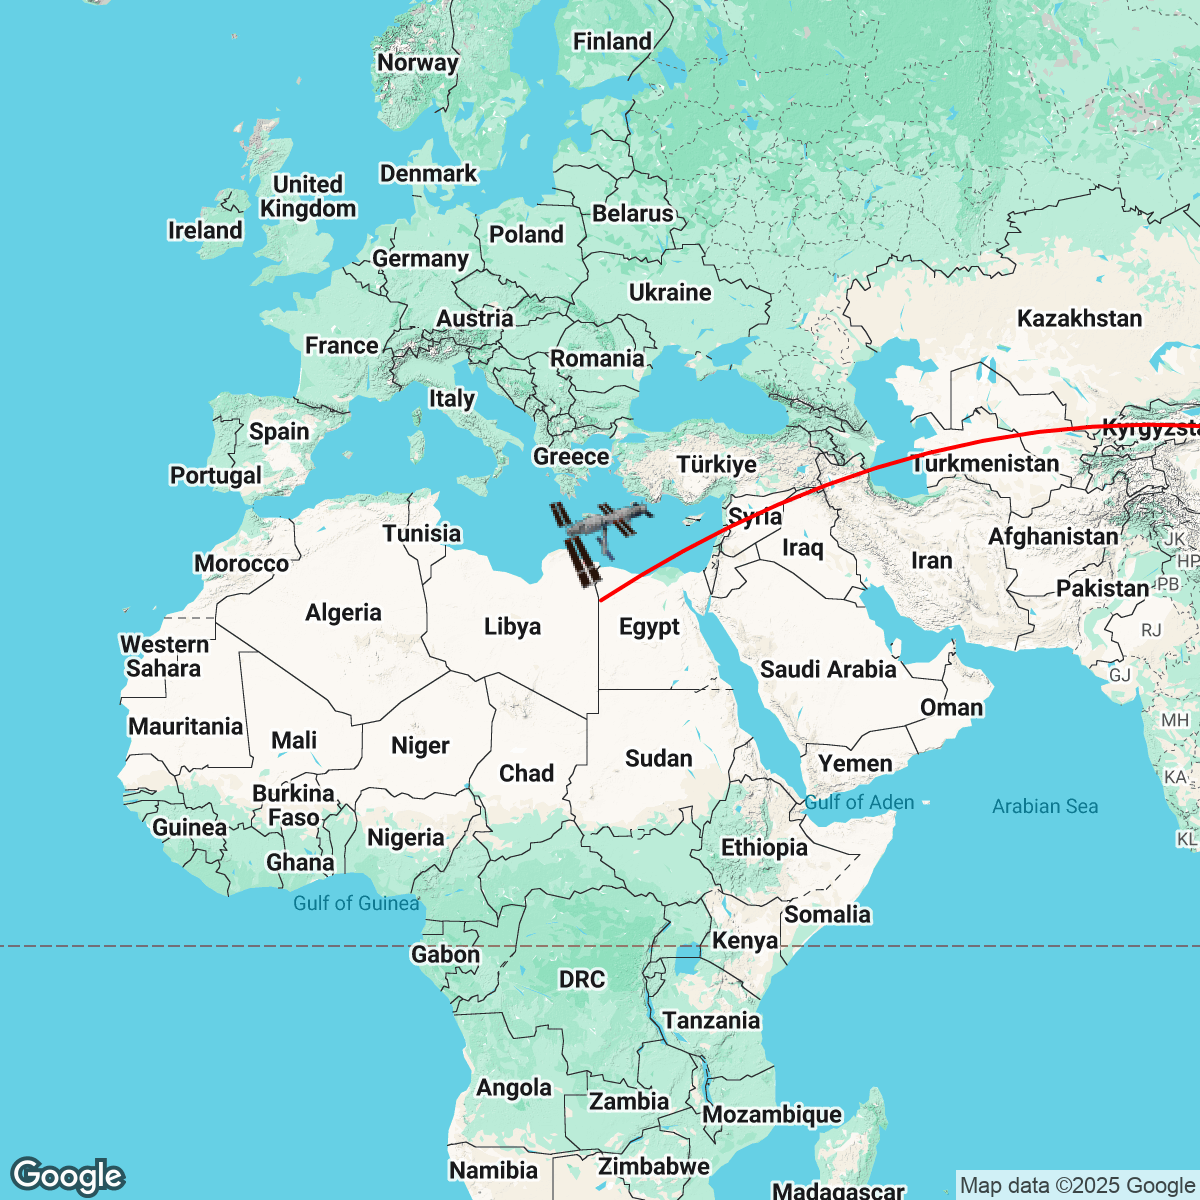 Finland
Norway
Denmark
United
Kingdom
Ireland
Belarus
Poland
Germany
Ukraine
Austria
Kazakhstan
France
Romania
Italy
Spain
Kyrgyzsta
Greece
Türkiye
Turkmenistan
Portugal
Syria
Tunisia
Afghanistan
JK
Iraq
Iran
HP
Morocco
Pakistan
PB
Algeria
Libya
Egypt
RJ
Western
Sahara
Saudi Arabia
GJ
Oman
Mauritania
MH
Mali
Niger
Sudan
Yemen
Chad
KA
Burkina
Faso
Gulf of Aden
Arabian Sea
Guinea
Nigeria
KL
Ethiopia
Ghana
Gulf of Guinea
Somalia
Kenya
Gabon
DRC
Tanzania
Angola
Zambia
Mozambique
Namibia
Zimbabwe
Madagascar
Google
Map data ©2025 Google